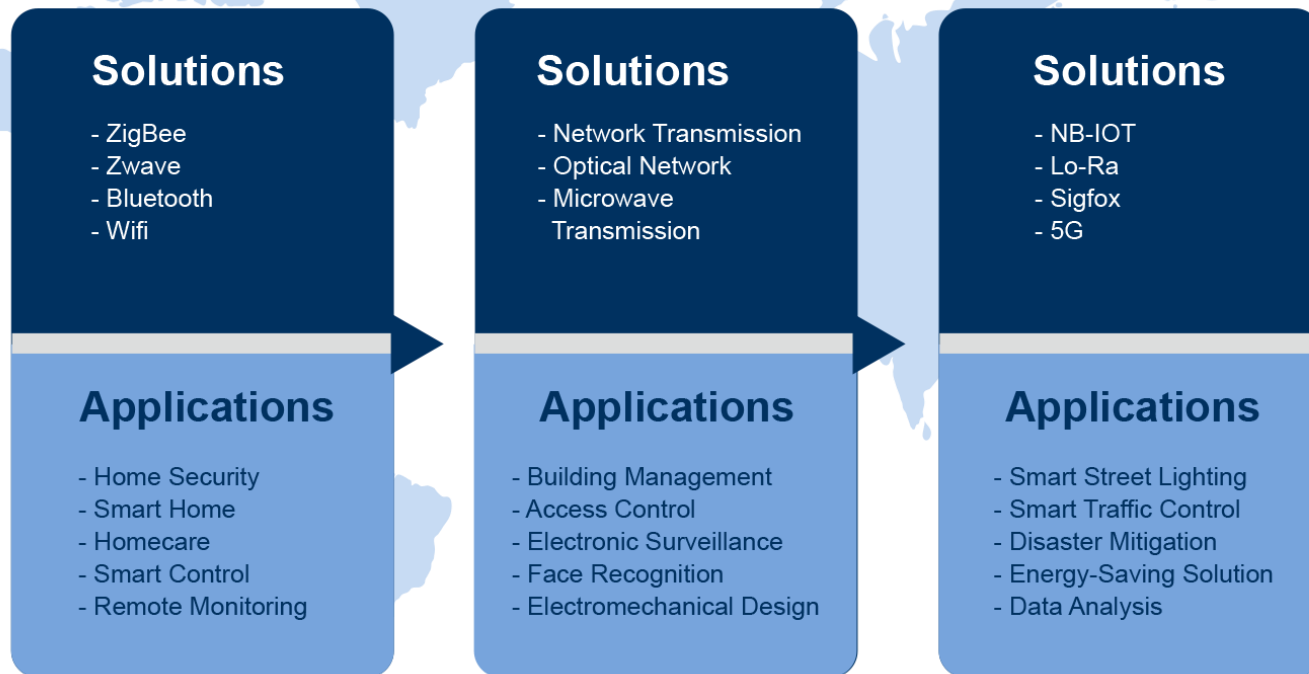 Solutions
- ZigBee
- Zwave
- Bluetooth
- Wifi
Applications
- Home Security
- Smart Home
- Homecare
- Smart Control
- Remote Monitoring
Solutions
- Network Transmission
- Optical Network
- Microwave
Transmission
Applications
- Building Management
- Access Control
- Electronic Surveillance
- Face Recognition
- Electromechanical Design
Solutions
- NB-IOT
- Lo-Ra
- Sigfox
- 5G
Applications
- Smart Street Lighting
- Smart Traffic Control
- Disaster Mitigation
- Energy-Saving Solution
- Data Analysis